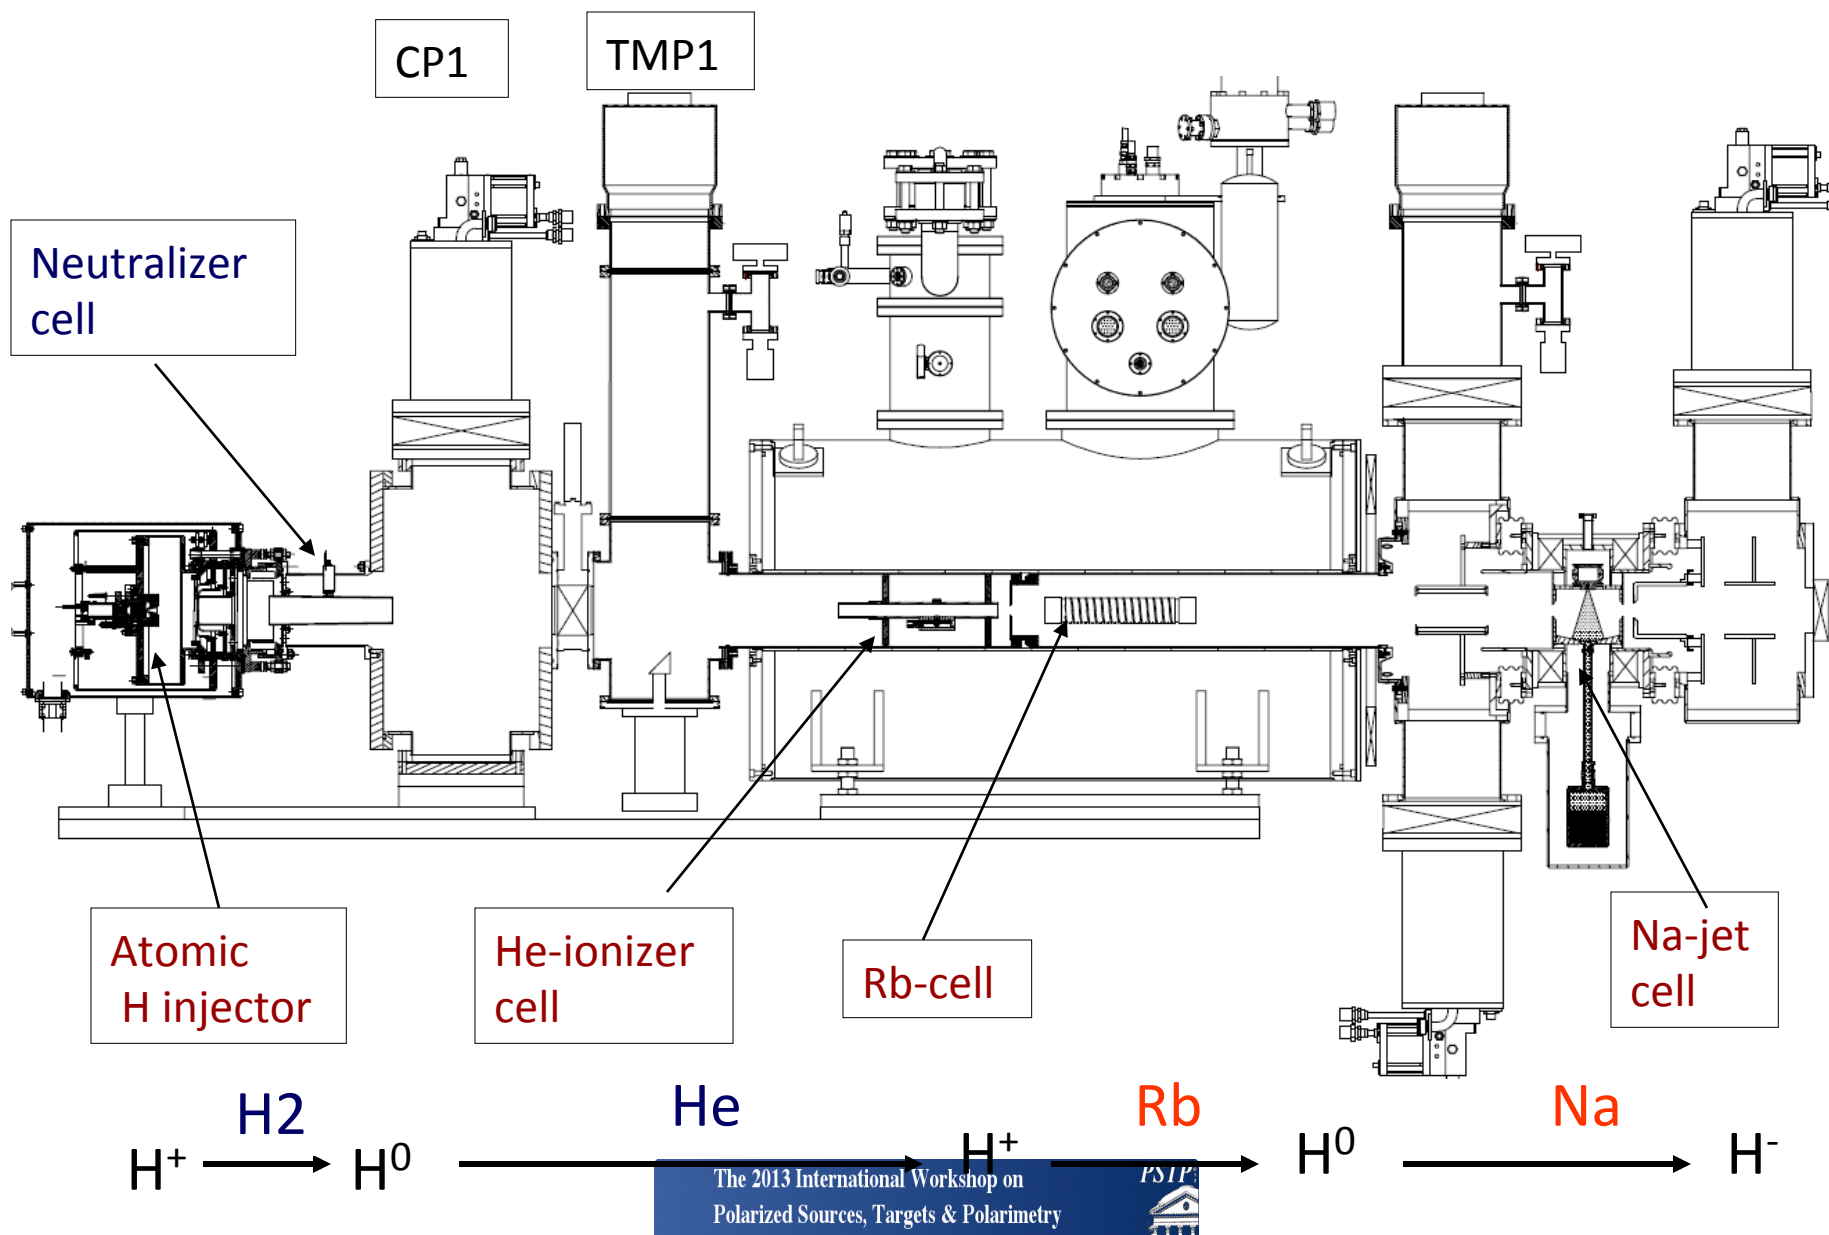 CP1
TMP1
Neutralizer
cell
Atomic
H injector
He-ionizer
cell
Rb-cell
Na-jet
cell
H2
He
Rb
Na
H⁺
H⁰
H⁺
H⁰
H⁻
The 2013 International Workshop on
Polarized Sources, Targets & Polarimetry
PSTP